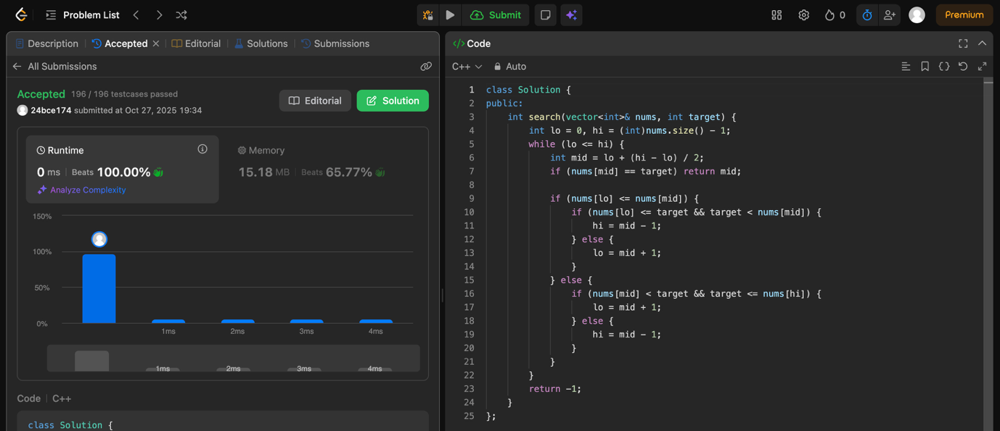 Problem List
Submit
0
Premium
Description
Accepted
Editorial
Solutions
Submissions
All Submissions
Accepted 196 / 196 testcases passed
24bce174 submitted at Oct 27, 2025 19:34
Editorial
Solution
Runtime
0 ms | Beats 100.00%
Analyze Complexity
Memory
15.18 MB | Beats 65.77%
150%
100%
50%
0%
1ms 2ms 3ms 4ms
1ms 2ms 3ms 4ms
Code | C++
class Solution {
</> Code
C++ Auto
1 class Solution {
2 public:
3     int search(vector<int>& nums, int target) {
4         int lo = 0, hi = (int)nums.size() - 1;
5         while (lo <= hi) {
6             int mid = lo + (hi - lo) / 2;
7             if (nums[mid] == target) return mid;
8
9             if (nums[lo] <= nums[mid]) {
10                 if (nums[lo] <= target && target < nums[mid]) {
11                     hi = mid - 1;
12                 } else {
13                     lo = mid + 1;
14                 }
15             } else {
16                 if (nums[mid] < target && target <= nums[hi]) {
17                     lo = mid + 1;
18                 } else {
19                     hi = mid - 1;
20                 }
21             }
22         }
23         return -1;
24     }
25 };